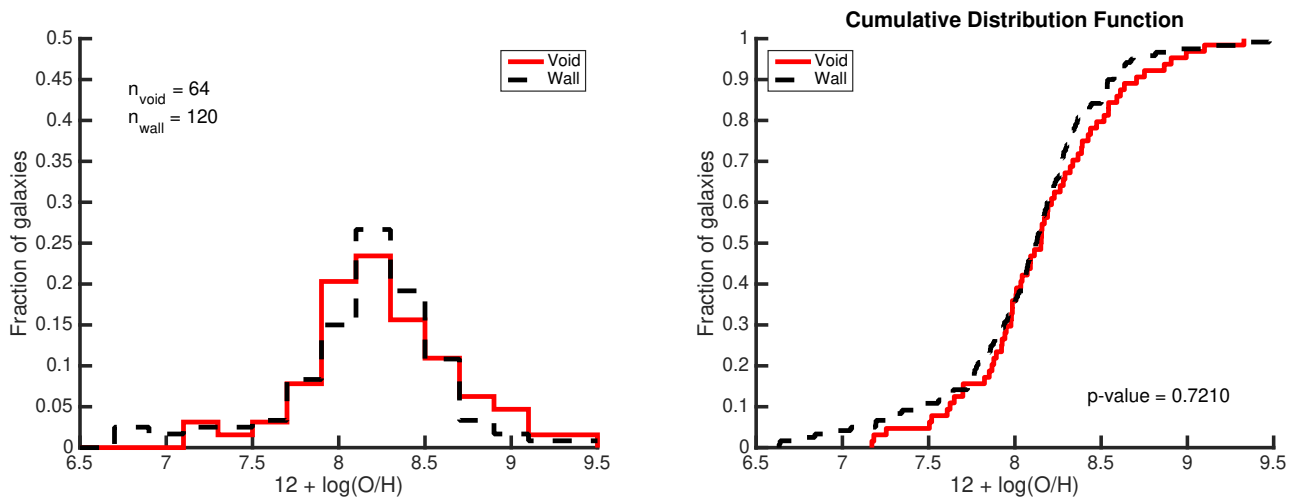 0.5
0.45
0.4
0.35
0.3
0.25
0.2
0.15
0.1
0.05
0
6.5 7 7.5 8 8.5 9 9.5
Fraction of galaxies
12 + log(O/H)
n_void = 64
n_wall = 120
Void
Wall
Cumulative Distribution Function
1
0.9
0.8
0.7
0.6
0.5
0.4
0.3
0.2
0.1
0
6.5 7 7.5 8 8.5 9 9.5
Fraction of galaxies
12 + log(O/H)
Void
Wall
p-value = 0.7210